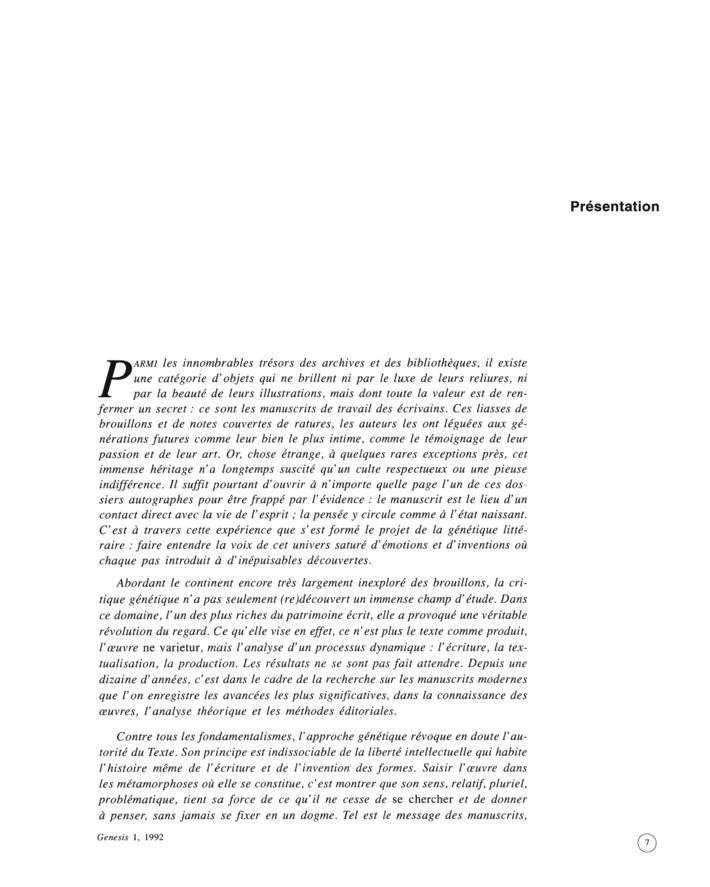 Présentation
PARMI les innombrables trésors des archives et des bibliothèques, il existe
une catégorie d'objets qui ne brillent ni par le luxe de leurs reliures, ni
par la beauté de leurs illustrations, mais dont toute la valeur est de ren-
fermer un secret : ce sont les manuscrits de travail des écrivains. Ces liasses de
brouillons et de notes couvertes de ratures, les auteurs les ont léguées aux gé-
nérations futures comme leur bien le plus intime, comme le témoignage de leur
passion et de leur art. Or, chose étrange, à quelques rares exceptions près, cet
immense héritage n'a longtemps suscité qu'un culte respectueux ou une pieuse
indifférence. Il suffit pourtant d'ouvrir à n'importe quelle page l'un de ces dos-
siers autographes pour être frappé par l'évidence : le manuscrit est le lieu d'un
contact direct avec la vie de l'esprit ; la pensée y circule comme à l'état naissant.
C'est à travers cette expérience que s'est formé le projet de la génétique litté-
raire : faire entendre la voix de cet univers saturé d'émotions et d'inventions où
chaque pas introduit à d'inépuisables découvertes.
Abordant le continent encore très largement inexploré des brouillons, la cri-
tique génétique n'a pas seulement (re)découvert un immense champ d'étude. Dans
ce domaine, l'un des plus riches du patrimoine écrit, elle a provoqué une véritable
révolution du regard. Ce qu'elle vise en effet, ce n'est plus le texte comme produit,
l'œuvre ne varietur, mais l'analyse d'un processus dynamique : l'écriture, la tex-
tualisation, la production. Les résultats ne se sont pas fait attendre. Depuis une
dizaine d'années, c'est dans le cadre de la recherche sur les manuscrits modernes
que l'on enregistre les avancées les plus significatives, dans la connaissance des
œuvres, l'analyse théorique et les méthodes éditoriales.
Contre tous les fondamentalismes, l'approche génétique révoque en doute l'au-
torité du Texte. Son principe est indissociable de la liberté intellectuelle qui habite
l'histoire même de l'écriture et de l'invention des formes. Saisir l'œuvre dans
les métamorphoses où elle se constitue, c'est montrer que son sens, relatif, pluriel,
problématique, tient sa force de ce qu'il ne cesse de se chercher et de donner
à penser, sans jamais se fixer en un dogme. Tel est le message des manuscrits,
Genesis 1, 1992
7